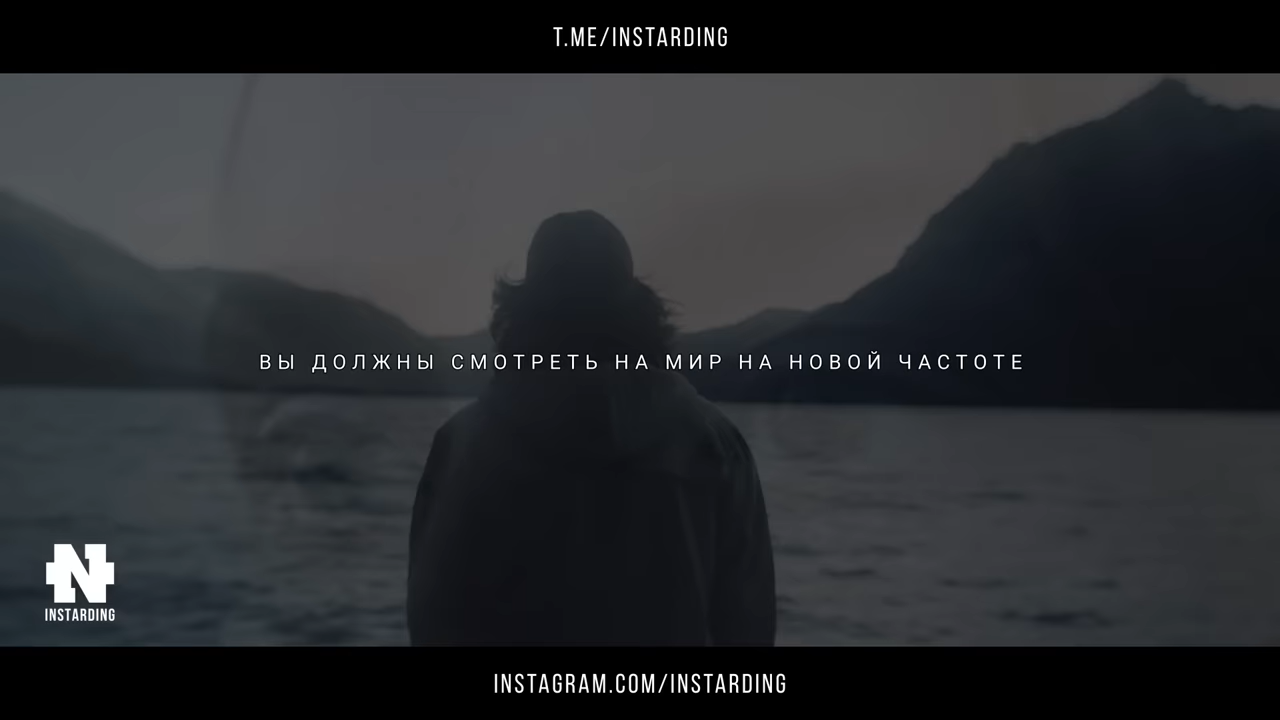 T.ME/INSTARDING
ВЫ ДОЛЖНЫ СМОТРЕТЬ НА МИР НА НОВОЙ ЧАСТОТЕ
N
INSTARDING
INSTAGRAM.COM/INSTARDING